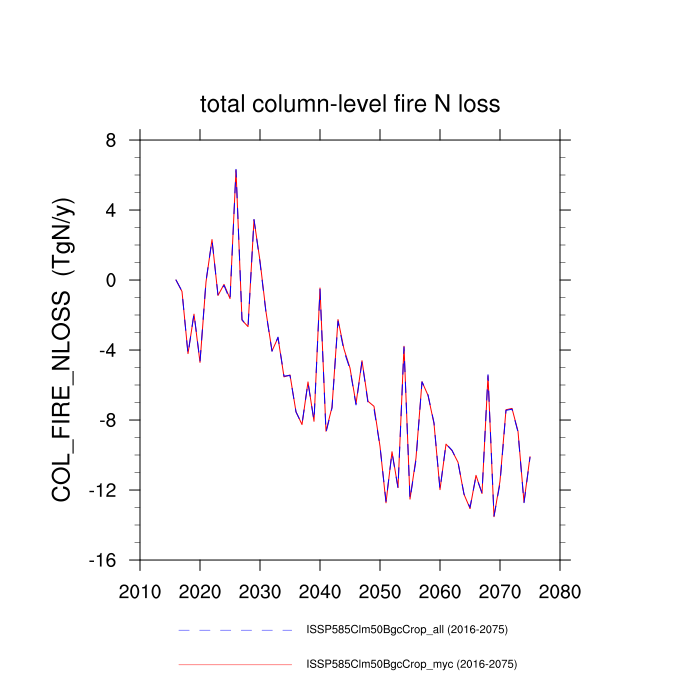 total column-level fire N loss
COL_FIRE_NLOSS (TgN/y)
8
4
0
-4
-8
-12
-16
2010 2020 2030 2040 2050 2060 2070 2080
ISSP585Clm50BgcCrop_all (2016-2075)
ISSP585Clm50BgcCrop_myc (2016-2075)